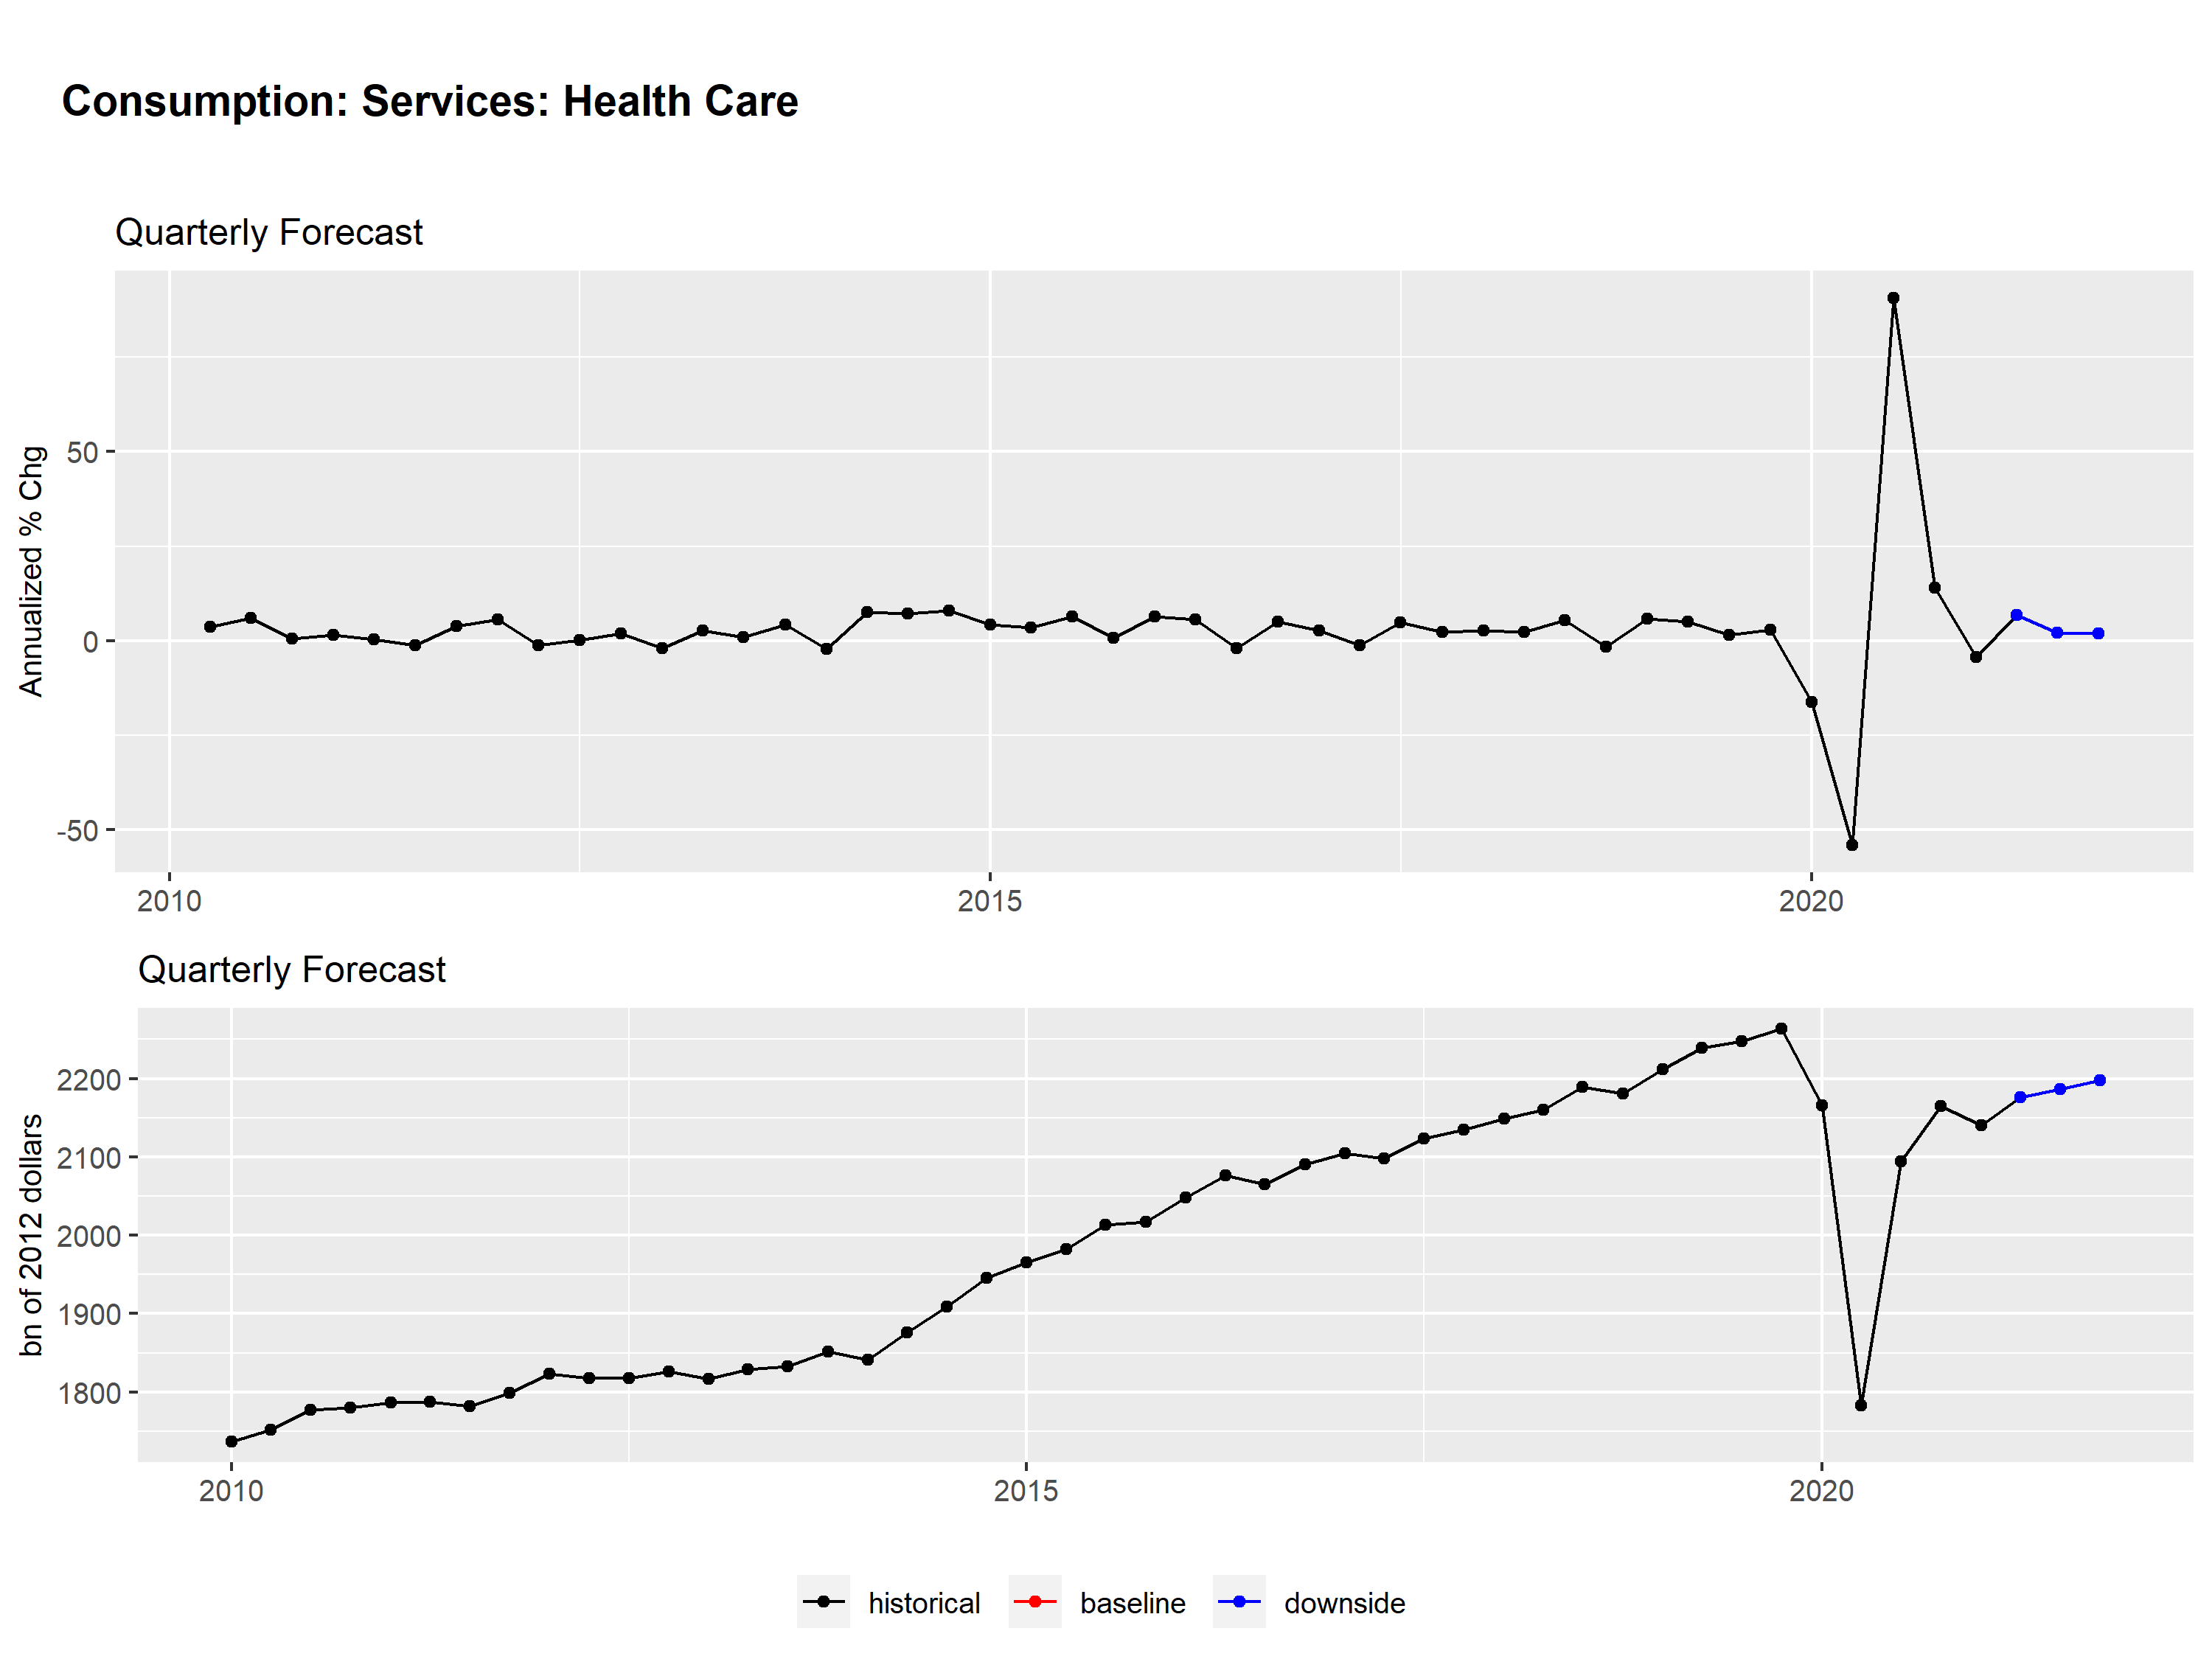 Consumption: Services: Health Care
Quarterly Forecast
Annualized % Chg
50
0
-50
2010 2015 2020
Quarterly Forecast
bn of 2012 dollars
2200
2100
2000
1900
1800
2010 2015 2020
historical baseline downside